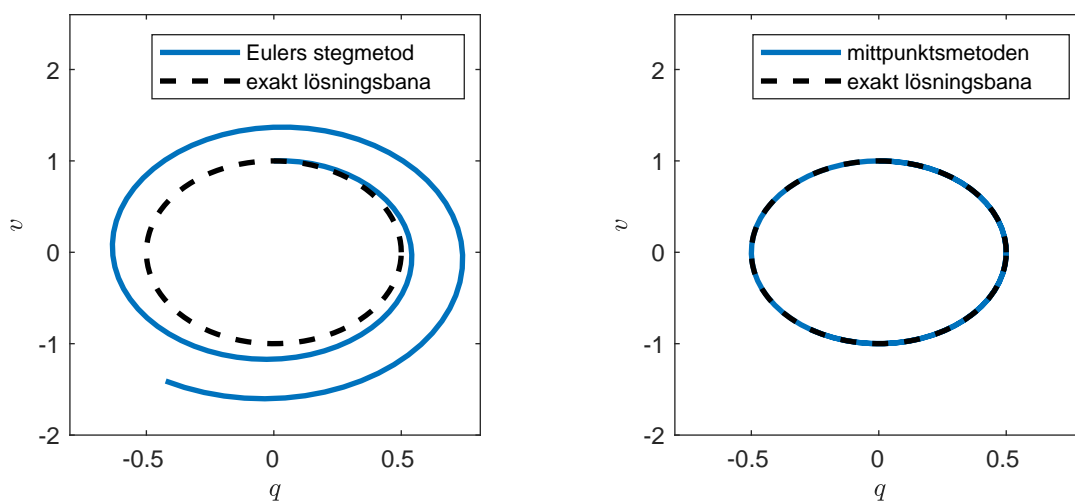 Eulers stegmetod
exakt lösningsbana
2
1
0
-1
-2
v
-0.5
0
0.5
q
mittpunktsmetoden
exakt lösningsbana
2
1
0
-1
-2
v
-0.5
0
0.5
q